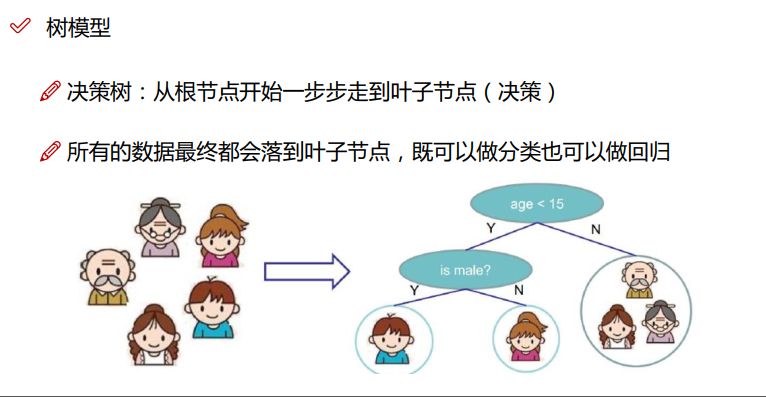 树模型
决策树：从根节点开始一步步走到叶子节点（决策）
所有的数据最终都会落到叶子节点，既可以做分类也可以做回归
age < 15
Y
N
is male?
Y
N